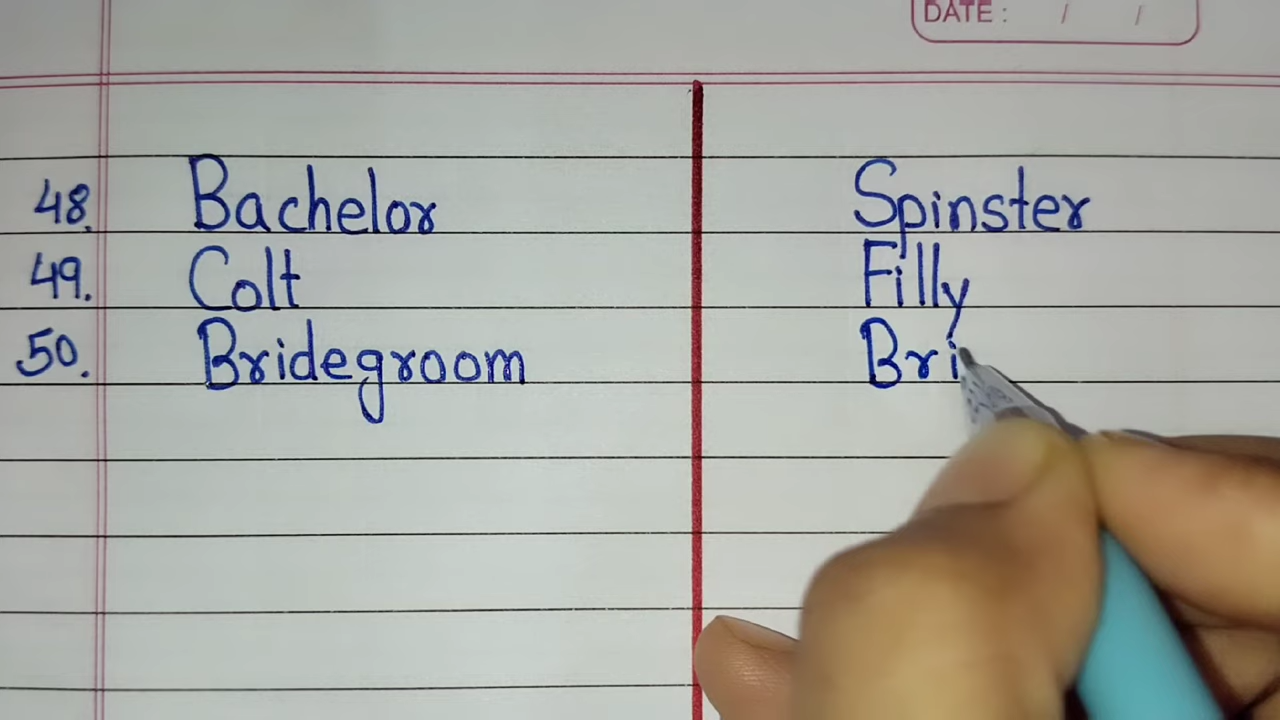 DATE : / /
48. Bachelor Spinster
49. Colt Filly
50. Bridegroom Bri